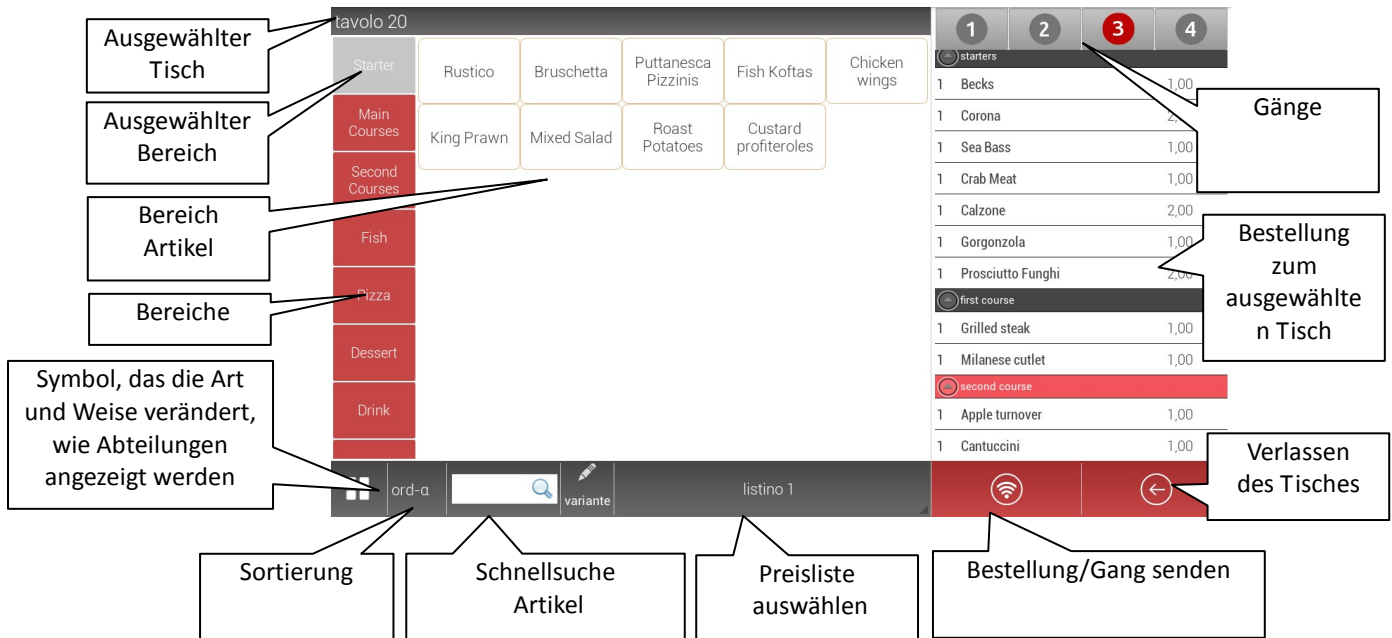 Ausgewählter
Tisch
Ausgewählter
Bereich
Bereich
Artikel
Bereiche
Symbol, das die Art
und Weise verändert,
wie Abteilungen
angezeigt werden
tavolo 20
Starter
Main
Courses
Second
Courses
Fish
Pizza
Dessert
Drink
Rustico
Bruschetta
Puttanesca
Pizzinis
Fish Koftas
Chicken
wings
King Prawn
Mixed Salad
Roast
Potatoes
Custard
profiteroles
1 2 3 4
starters
1 Becks 1,00
1 Corona 2,
1 Sea Bass 1,00
1 Crab Meat 1,00
1 Calzone 2,00
1 Gorgonzola 1,00
1 Prosciutto Funghi 2,00
first course
1 Grilled steak 1,00
1 Milanese cutlet 1,00
second course
1 Apple turnover 1,00
1 Cantuccini 1,00
Gänge
Bestellung
zum
ausgewählte
n Tisch
Verlassen
des Tisches
ord-α
variante
listino 1
Sortierung
Schnellsuche
Artikel
Preisliste
auswählen
Bestellung/Gang senden